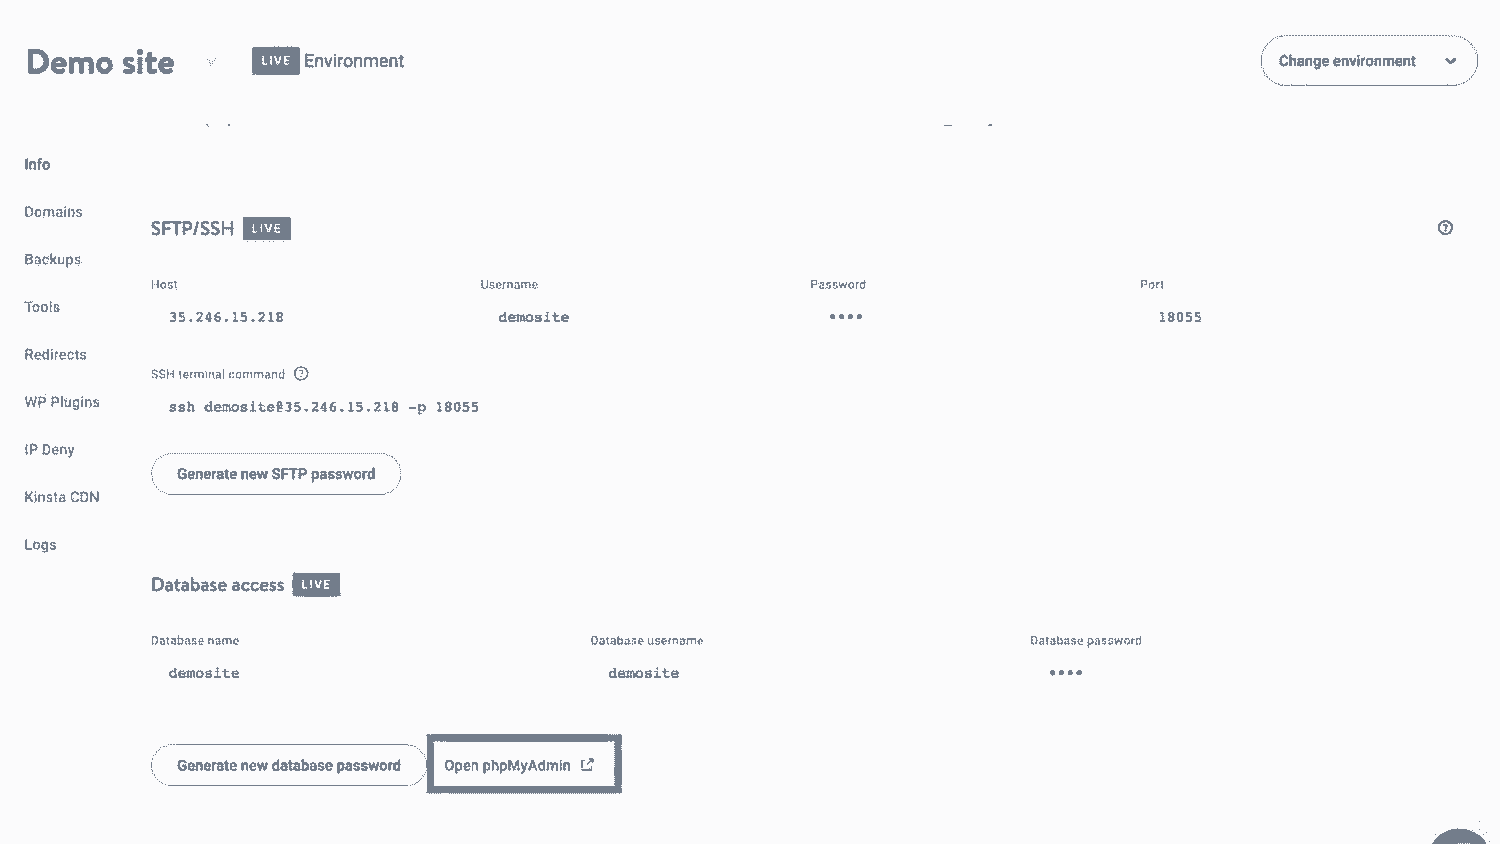 Demo site LIVE Environment Change environment
Info
Domains
Backups
Tools
Redirects
WP Plugins
IP Deny
Kinsta CDN
Logs
SFTP/SSH LIVE
Host Username Password Port
35.246.15.218 demosite •••• 18055
SSH terminal command
ssh demosite@35.246.15.218 -p 18055
Generate new SFTP password
Database access LIVE
Database name Database username Database password
demosite demosite ••••
Generate new database password Open phpMyAdmin